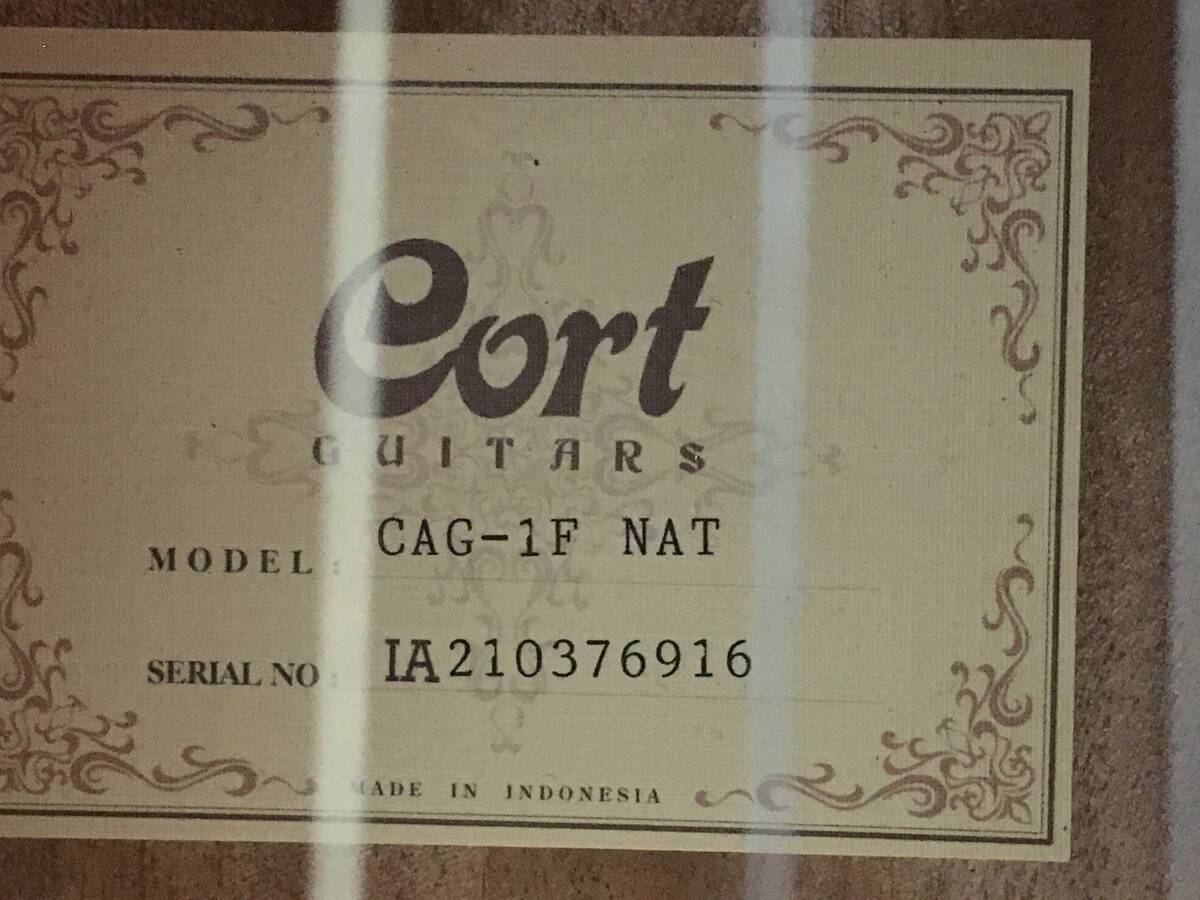 Cort
GUITARS
MODEL : CAG-1F NAT
SERIAL NO : IA210376916
MADE IN INDONESIA